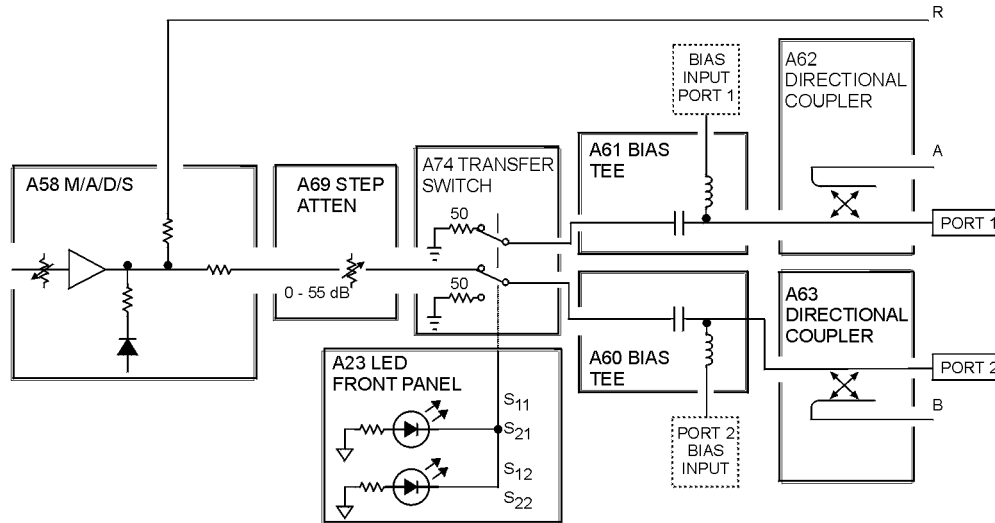 R
BIAS
INPUT
PORT 1
A62
DIRECTIONAL
COUPLER
A58 M/A/D/S
A69 STEP
ATTEN
A74 TRANSFER
SWITCH
A61 BIAS
TEE
A
50
PORT 1
0 - 55 dB
50
A60 BIAS
TEE
A63
DIRECTIONAL
COUPLER
PORT 2
A23 LED
FRONT PANEL
S11
S21
S12
S22
PORT 2
BIAS
INPUT
B